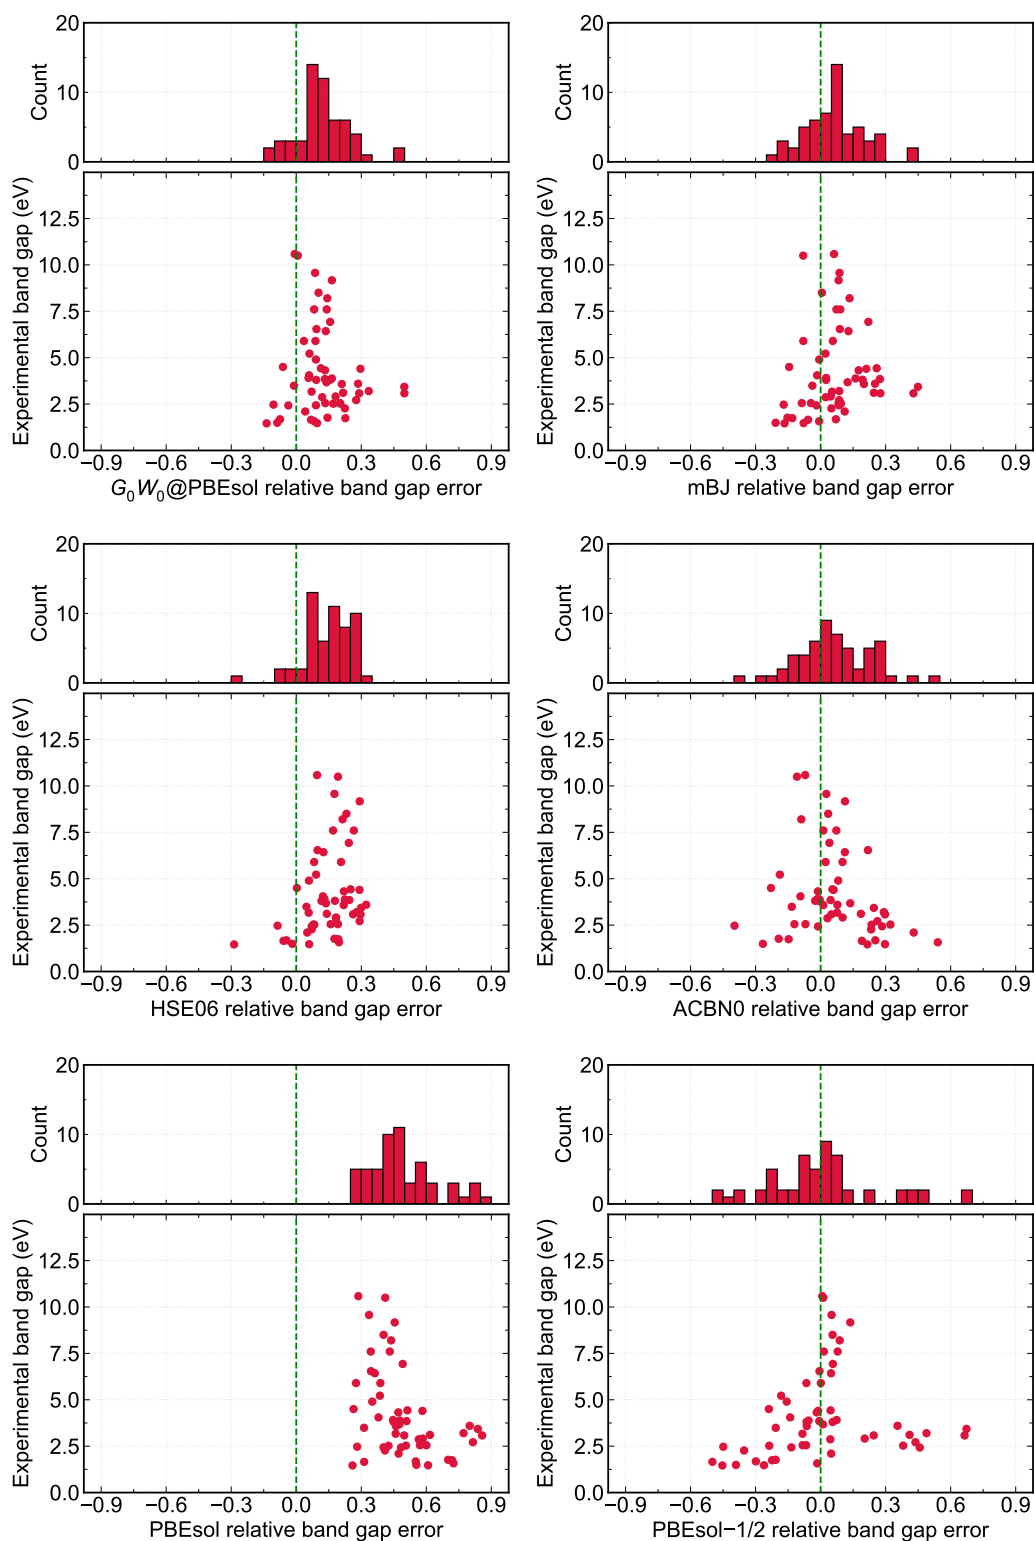 20
10
0
Count
12.5
10.0
7.5
5.0
2.5
0.0
Experimental band gap (eV)
−0.9 −0.6 −0.3 0.0 0.3 0.6 0.9
G₀W₀@PBEsol relative band gap error
20
10
0
Count
12.5
10.0
7.5
5.0
2.5
0.0
Experimental band gap (eV)
−0.9 −0.6 −0.3 0.0 0.3 0.6 0.9
mBJ relative band gap error
20
10
0
Count
12.5
10.0
7.5
5.0
2.5
0.0
Experimental band gap (eV)
−0.9 −0.6 −0.3 0.0 0.3 0.6 0.9
HSE06 relative band gap error
20
10
0
Count
12.5
10.0
7.5
5.0
2.5
0.0
Experimental band gap (eV)
−0.9 −0.6 −0.3 0.0 0.3 0.6 0.9
ACBN0 relative band gap error
20
10
0
Count
12.5
10.0
7.5
5.0
2.5
0.0
Experimental band gap (eV)
−0.9 −0.6 −0.3 0.0 0.3 0.6 0.9
PBEsol relative band gap error
20
10
0
Count
12.5
10.0
7.5
5.0
2.5
0.0
Experimental band gap (eV)
−0.9 −0.6 −0.3 0.0 0.3 0.6 0.9
PBEsol−1/2 relative band gap error